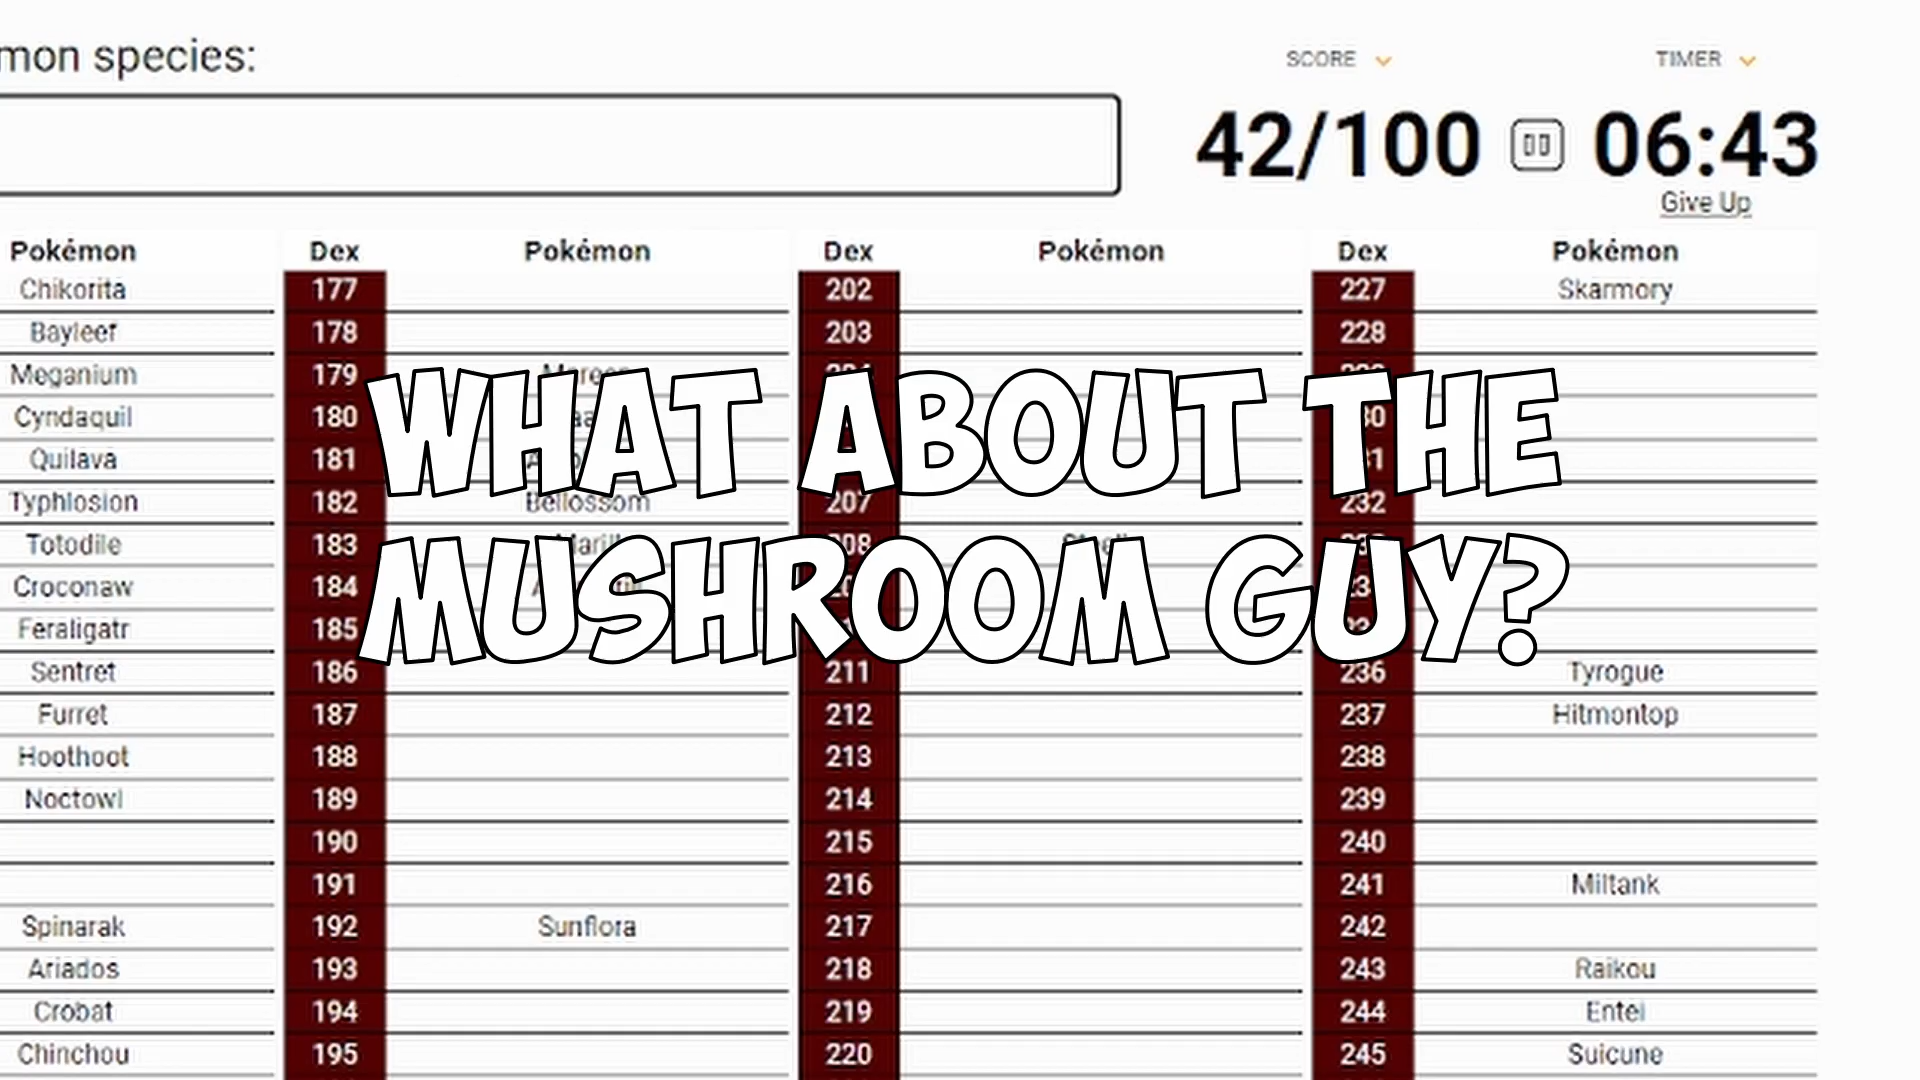 mon species:
SCORE TIMER
42/100 06:43
Give Up
Pokémon Dex Pokémon Dex Pokémon Dex Pokémon
Chikorita 177 202 227 Skarmory
Bayleef 178 203 228
Meganium 179
WHAT ABOUT THE
Cyndaquil 180
Quilava 181
Typhlosion 182 Bellossom 207 232
Totodile 183
MUSHROOM GUY?
Croconaw 184
Feraligatr 185
Sentret 186 211 236 Tyrogue
Furret 187 212 237 Hitmontop
Hoothoot 188 213 238
Noctowl 189 214 239
190 215 240
191 216 241 Miltank
Spinarak 192 Sunflora 217 242
Ariados 193 218 243 Raikou
Crobat 194 219 244 Entei
Chinchou 195 220 245 Suicune